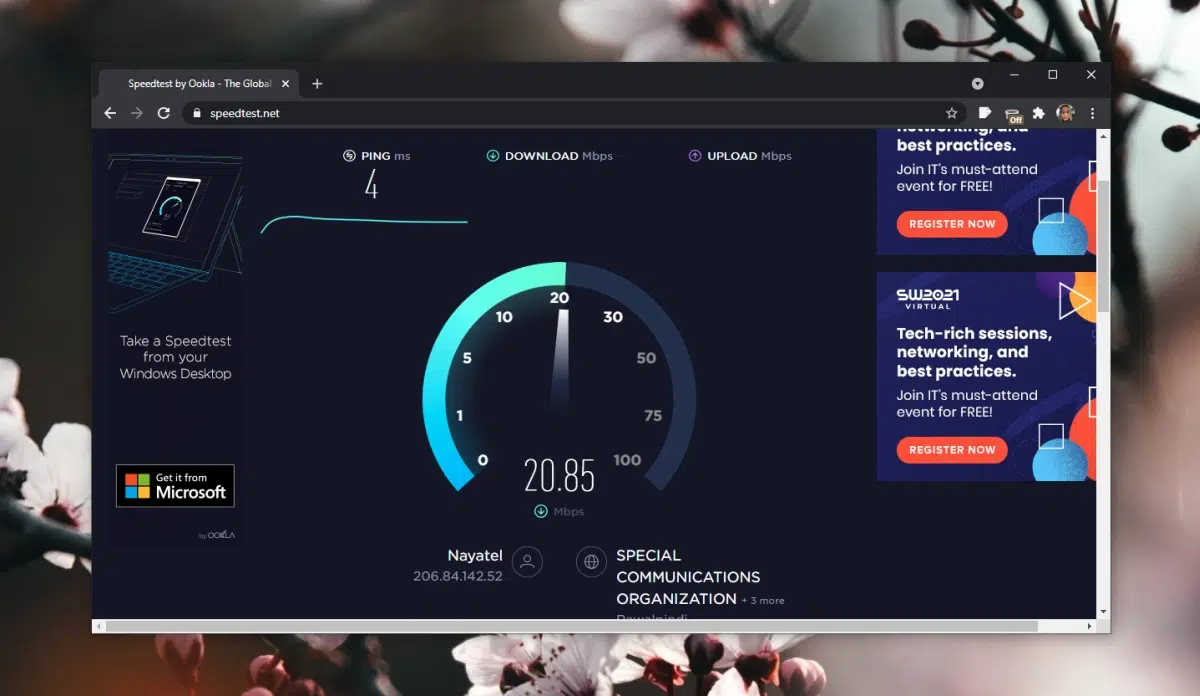 Speedtest by Ookla - The Global
speedtest.net
Off
PING ms
4
DOWNLOAD Mbps
UPLOAD Mbps
Take a Speedtest
from your
Windows Desktop
Get it from
Microsoft
by OOKLA
0
1
5
10
20
30
50
75
100
20.85
Mbps
Nayatel
206.84.142.52
SPECIAL
COMMUNICATIONS
ORGANIZATION + 3 more
Rawalpindi
networking, and
best practices.
Join IT's must-attend
event for FREE!
REGISTER NOW
SW2021
VIRTUAL
Tech-rich sessions,
networking, and
best practices.
Join IT's must-attend
event for FREE!
REGISTER NOW